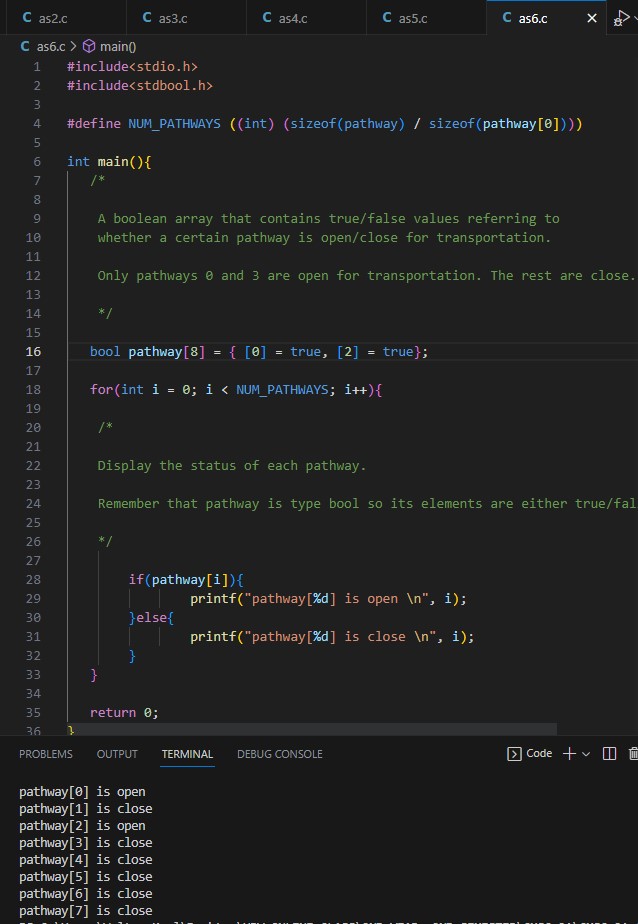 C as2.c C as3.c C as4.c C as5.c C as6.c
C as6.c > main()
1 #include<stdio.h>
2 #include<stdbool.h>
3
4 #define NUM_PATHWAYS ((int) (sizeof(pathway) / sizeof(pathway[0])))
5
6 int main(){
7 /*
8
9 A boolean array that contains true/false values referring to
10 whether a certain pathway is open/close for transportation.
11
12 Only pathways 0 and 3 are open for transportation. The rest are close.
13
14 */
15
16 bool pathway[8] = { [0] = true, [2] = true};
17
18 for(int i = 0; i < NUM_PATHWAYS; i++){
19
20 /*
21
22 Display the status of each pathway.
23
24 Remember that pathway is type bool so its elements are either true/fal
25
26 */
27
28 if(pathway[i]){
29 printf("pathway[%d] is open \n", i);
30 }else{
31 printf("pathway[%d] is close \n", i);
32 }
33 }
34
35 return 0;
36 }
PROBLEMS OUTPUT TERMINAL DEBUG CONSOLE Code
pathway[0] is open
pathway[1] is close
pathway[2] is open
pathway[3] is close
pathway[4] is close
pathway[5] is close
pathway[6] is close
pathway[7] is close